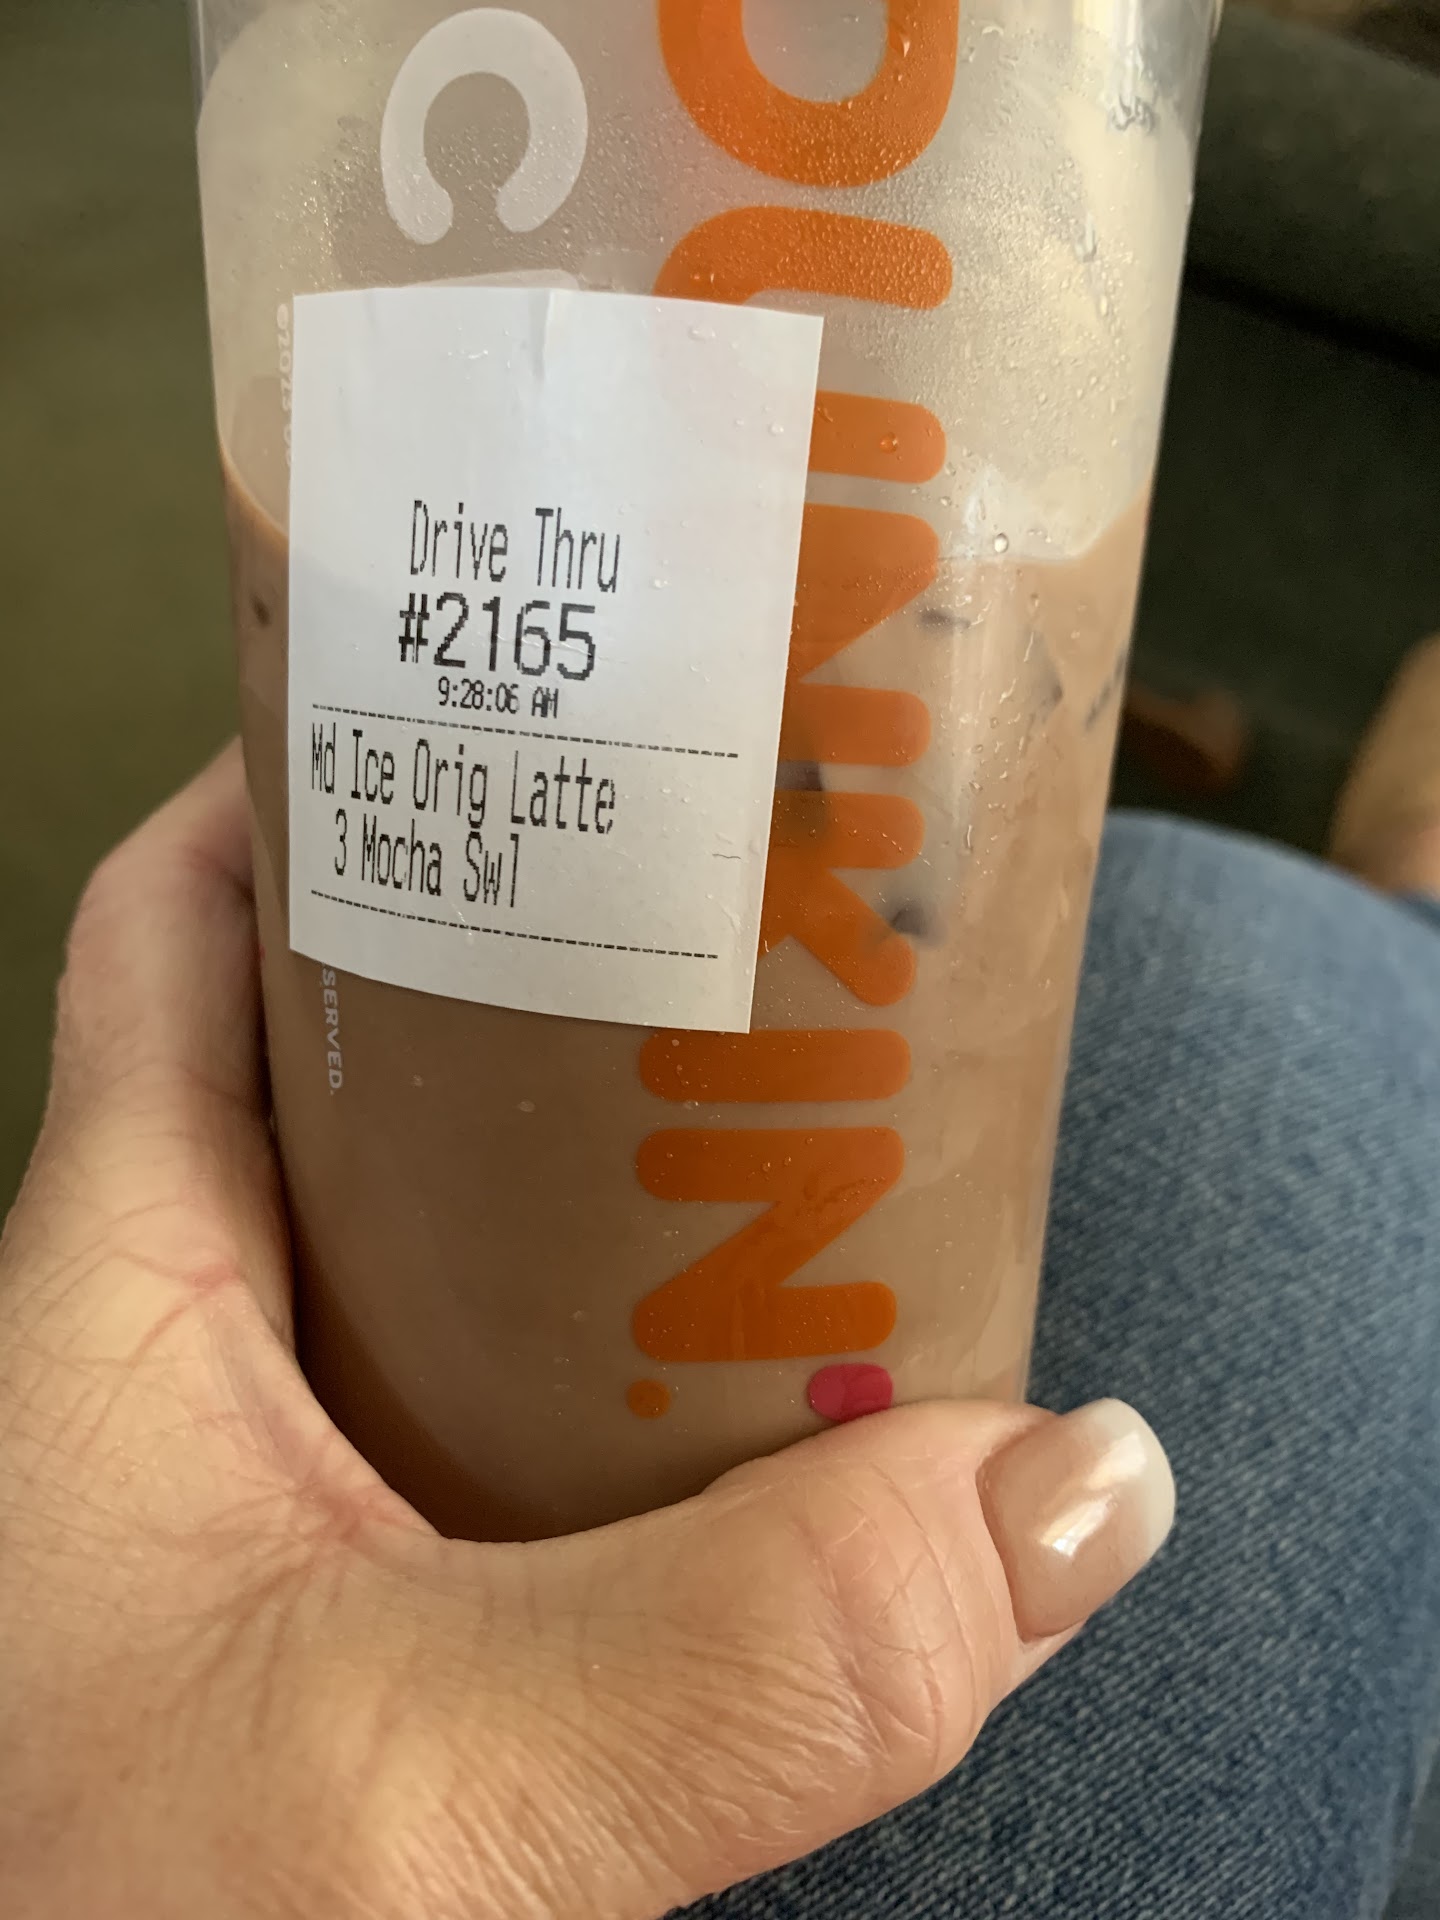 Drive Thru
#2165
9:28:06 AM
Md Ice Orig Latte
3 Mocha Swl
DUNKIN'
SERVED.